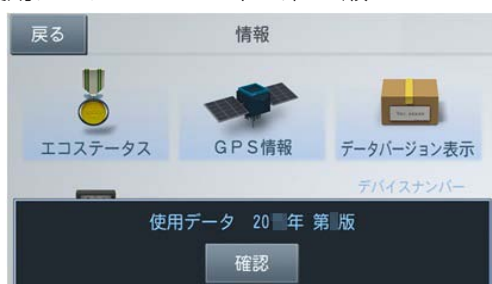 戻る
情報
エコステータス
GPS情報
データバージョン表示
デバイスナンバー
使用データ 20 年 第 版
確認